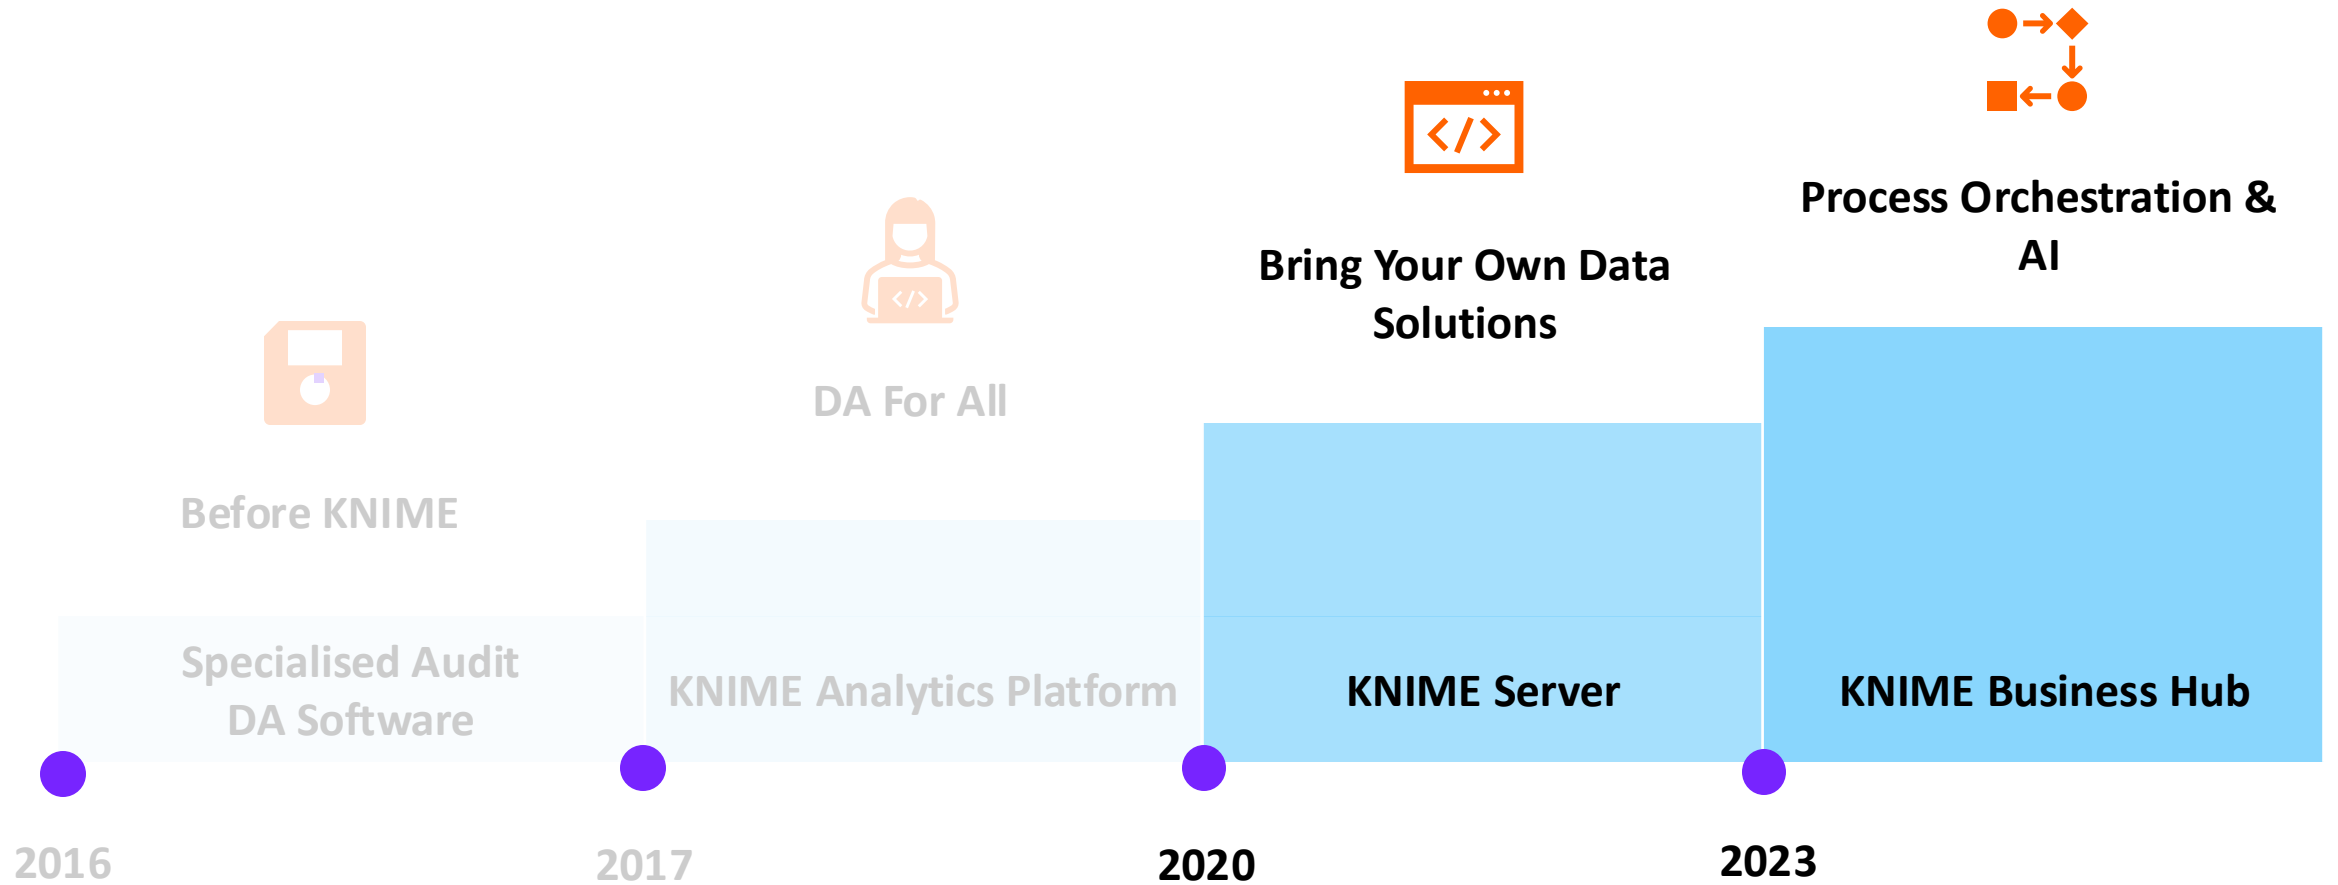 Process Orchestration &
AI
Bring Your Own Data
Solutions
DA For All
Before KNIME
Specialised Audit
DA Software
KNIME Analytics Platform
KNIME Server
KNIME Business Hub
2016
2017
2020
2023